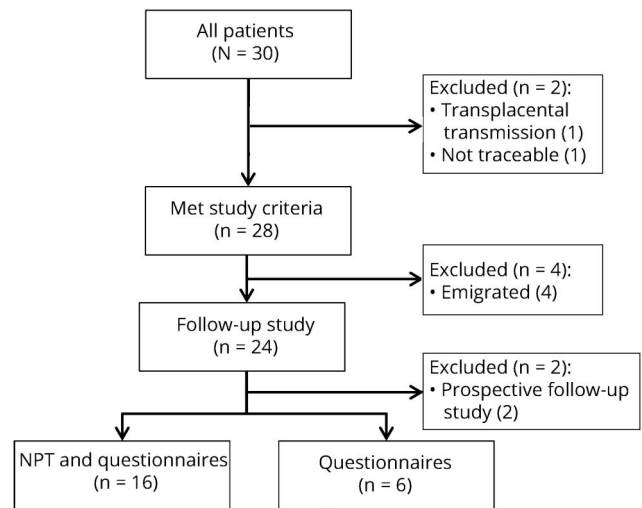 All patients
(N = 30)
Excluded (n = 2):
• Transplacental
transmission (1)
• Not traceable (1)
Met study criteria
(n = 28)
Excluded (n = 4):
• Emigrated (4)
Follow-up study
(n = 24)
Excluded (n = 2):
• Prospective follow-up
study (2)
NPT and questionnaires
(n = 16)
Questionnaires
(n = 6)